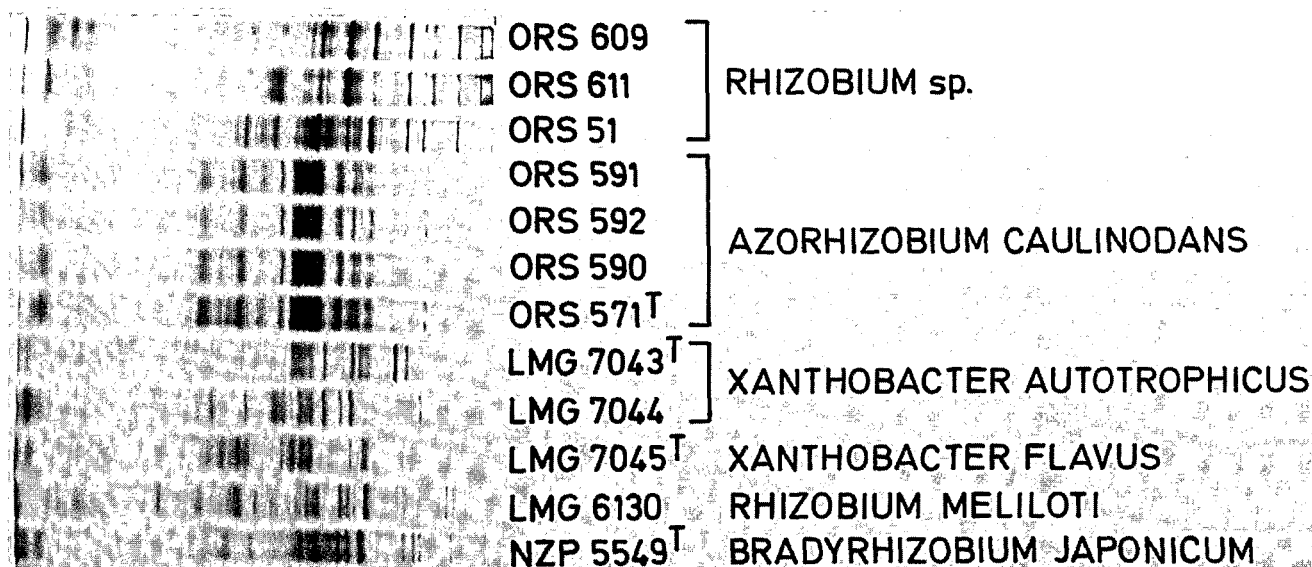 ORS 609
ORS 611 RHIZOBIUM sp.
ORS 51
ORS 591
ORS 592 AZORHIZOBIUM CAULINODANS
ORS 590
ORS 571T
LMG 7043T XANTHOBACTER AUTOTROPHICUS
LMG 7044
LMG 7045T XANTHOBACTER FLAVUS
LMG 6130 RHIZOBIUM MELILOTI
NZP 5549T BRADYRHIZOBIUM JAPONICUM